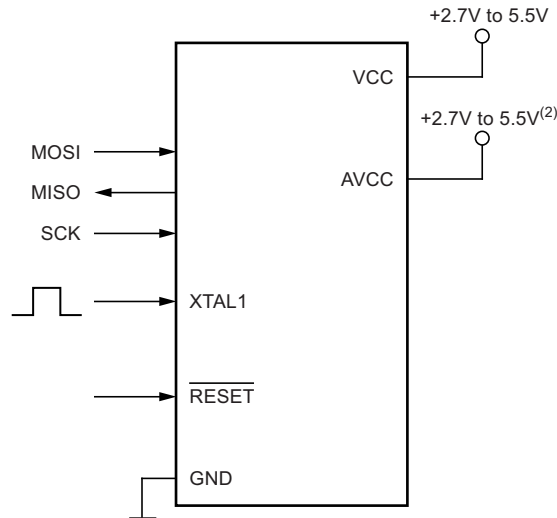 +2.7V to 5.5V
VCC
+2.7V to 5.5V(2)
MOSI
AVCC
MISO
SCK
XTAL1
RESET
GND